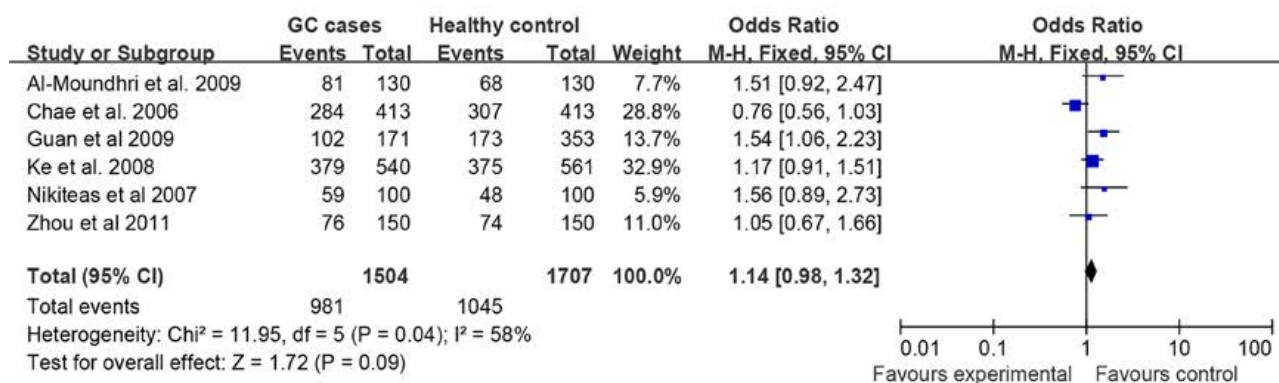 GC cases Healthy control Odds Ratio Odds Ratio
Study or Subgroup Events Total Events Total Weight M-H, Fixed, 95% CI M-H, Fixed, 95% CI
Al-Moundhri et al. 2009 81 130 68 130 7.7% 1.51 [0.92, 2.47]
Chae et al. 2006 284 413 307 413 28.8% 0.76 [0.56, 1.03]
Guan et al 2009 102 171 173 353 13.7% 1.54 [1.06, 2.23]
Ke et al. 2008 379 540 375 561 32.9% 1.17 [0.91, 1.51]
Nikiteas et al 2007 59 100 48 100 5.9% 1.56 [0.89, 2.73]
Zhou et al 2011 76 150 74 150 11.0% 1.05 [0.67, 1.66]
Total (95% CI) 1504 1707 100.0% 1.14 [0.98, 1.32]
Total events 981 1045
Heterogeneity: Chi² = 11.95, df = 5 (P = 0.04); I² = 58%
Test for overall effect: Z = 1.72 (P = 0.09)
0.01 0.1 1 10 100
Favours experimental Favours control